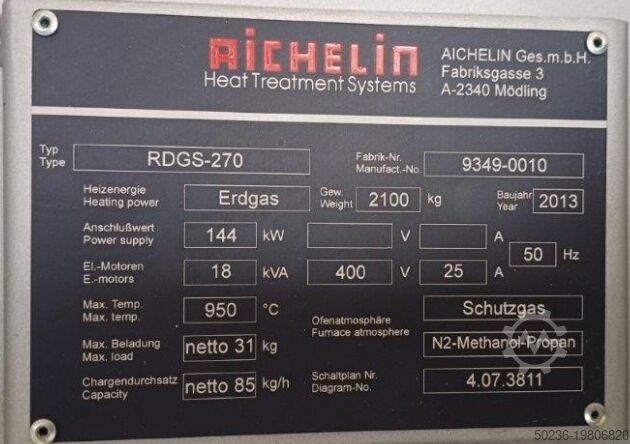 AICHELIN
Heat Treatment Systems
AICHELIN Ges.m.b.H.
Fabriksgasse 3
A-2340 Mödling
Typ
Type
RDGS-270
Fabrik-Nr.
Manufact.-No.
9349-0010
Heizenergie
Heating power
Erdgas
Gew.
Weight
2100 kg
Baujahr
Year
2013
Anschlußwert
Power supply
144 kW
V
A
50 Hz
El.-Motoren
E.-motors
18 kVA
400 V
25 A
Max. Temp.
Max. temp.
950 °C
Ofenatmosphäre
Furnace atmosphere
Schutzgas
N2-Methanol-Propan
Max. Beladung
Max. load
netto 31 kg
Chargendurchsatz
Capacity
netto 85 kg/h
Schaltplan Nr.
Diagram-No.
4.07.3811
50236-19806820